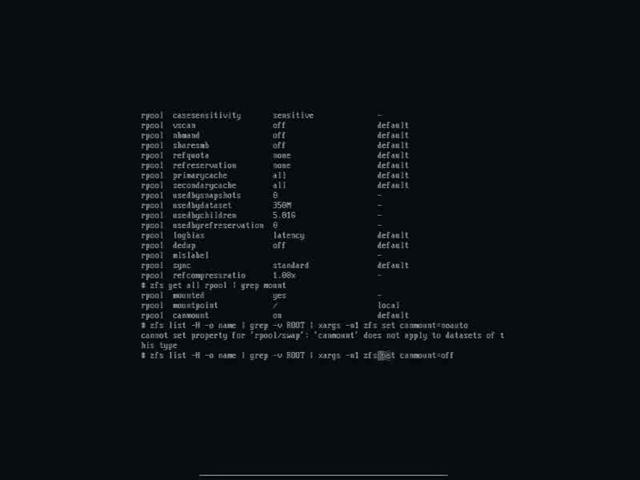 rpool casesensitivity sensitive -
rpool vscan off default
rpool nbmand off default
rpool sharesmb off default
rpool refquota none default
rpool refreservation none default
rpool primarycache all default
rpool secondarycache all default
rpool usedbysnapshots 0 -
rpool usedbydataset 350M -
rpool usedbychildren 5.01G -
rpool usedbyrefreservation 0 -
rpool logbias latency default
rpool dedup off default
rpool mlslabel -
rpool sync standard default
rpool refcompressratio 1.00x -
# zfs get all rpool | grep mount
rpool mounted yes -
rpool mountpoint / local
rpool canmount on default
# zfs list -H -o name | grep -v ROOT | xargs -n1 zfs set canmount=noauto
cannot set property for 'rpool/swap': 'canmount' does not apply to datasets of t
his type
# zfs list -H -o name | grep -v ROOT | xargs -n1 zfs set canmount=off